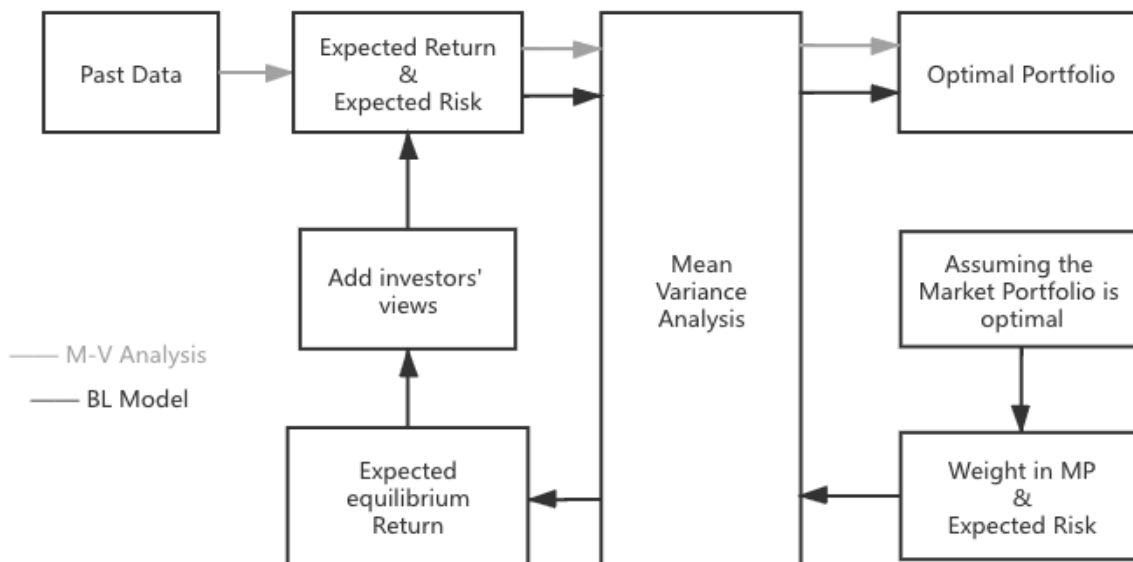 Past Data
Expected Return
&
Expected Risk
Optimal Portfolio
Add investors'
views
Mean
Variance
Analysis
Assuming the
Market Portfolio is
optimal
M-V Analysis
BL Model
Expected
equilibrium
Return
Weight in MP
&
Expected Risk